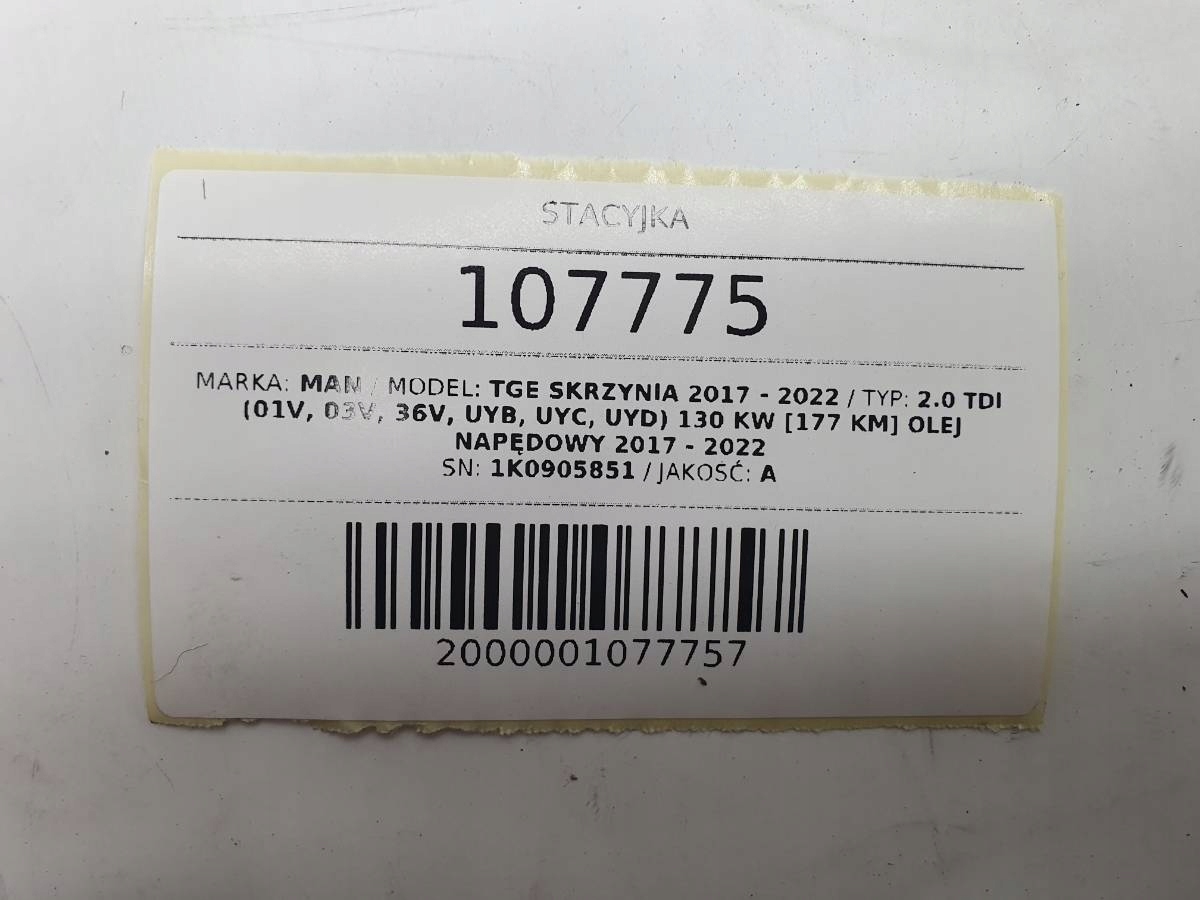 STACYJKA
107775
MARKA: MAN / MODEL: TGE SKRZYNIA 2017 - 2022 / TYP: 2.0 TDI
(01V, 03V, 36V, UYB, UYC, UYD) 130 KW [177 KM] OLEJ
NAPĘDOWY 2017 - 2022
SN: 1K0905851 / JAKOŚĆ: A
2000001077757